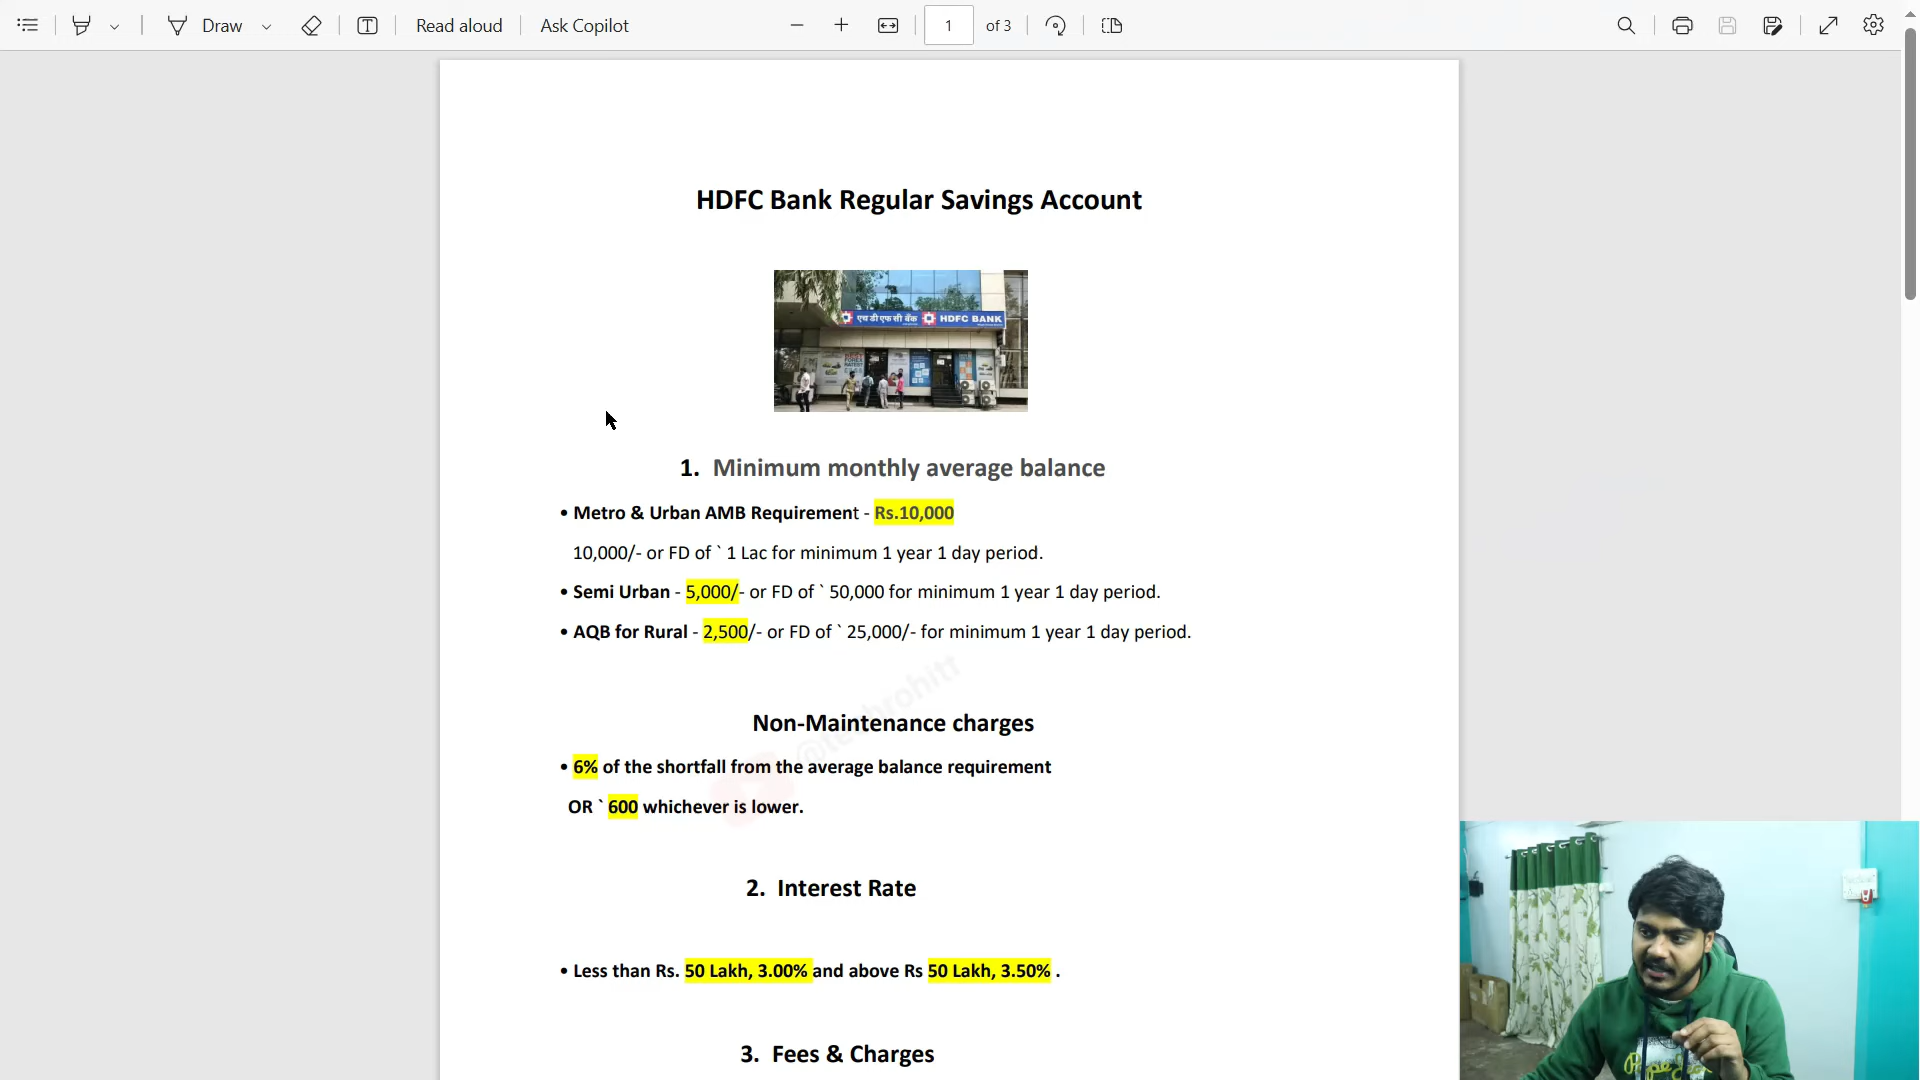 Draw
Read aloud
Ask Copilot
1
of 3
HDFC Bank Regular Savings Account
एच डी एफ सी बैंक HDFC BANK
1. Minimum monthly average balance
• Metro & Urban AMB Requirement - Rs.10,000
10,000/- or FD of ` 1 Lac for minimum 1 year 1 day period.
• Semi Urban - 5,000/- or FD of ` 50,000 for minimum 1 year 1 day period.
• AQB for Rural - 2,500/- or FD of ` 25,000/- for minimum 1 year 1 day period.
@techrohitt
Non-Maintenance charges
• 6% of the shortfall from the average balance requirement
OR ` 600 whichever is lower.
2. Interest Rate
• Less than Rs. 50 Lakh, 3.00% and above Rs 50 Lakh, 3.50% .
3. Fees & Charges